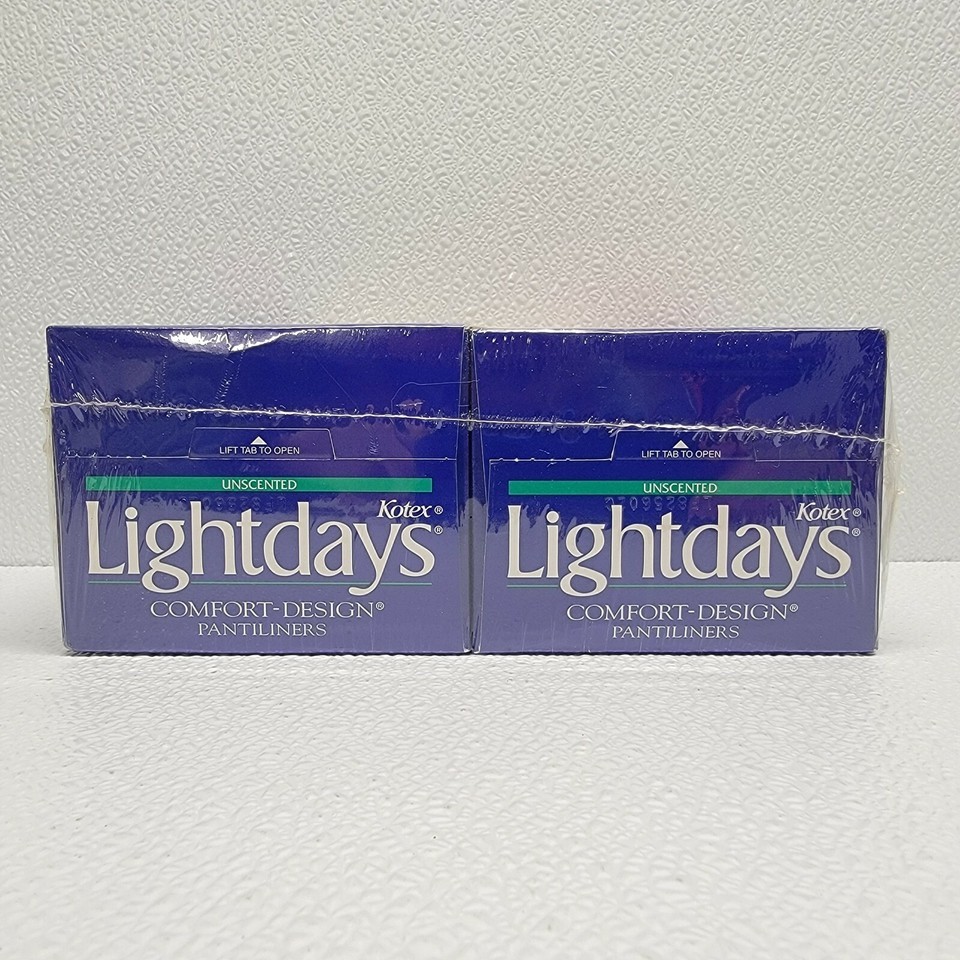 LIFT TAB TO OPEN
UNSCENTED
Kotex®
Lightdays®
COMFORT-DESIGN®
PANTILINERS
LIFT TAB TO OPEN
UNSCENTED
Kotex®
Lightdays®
COMFORT-DESIGN®
PANTILINERS